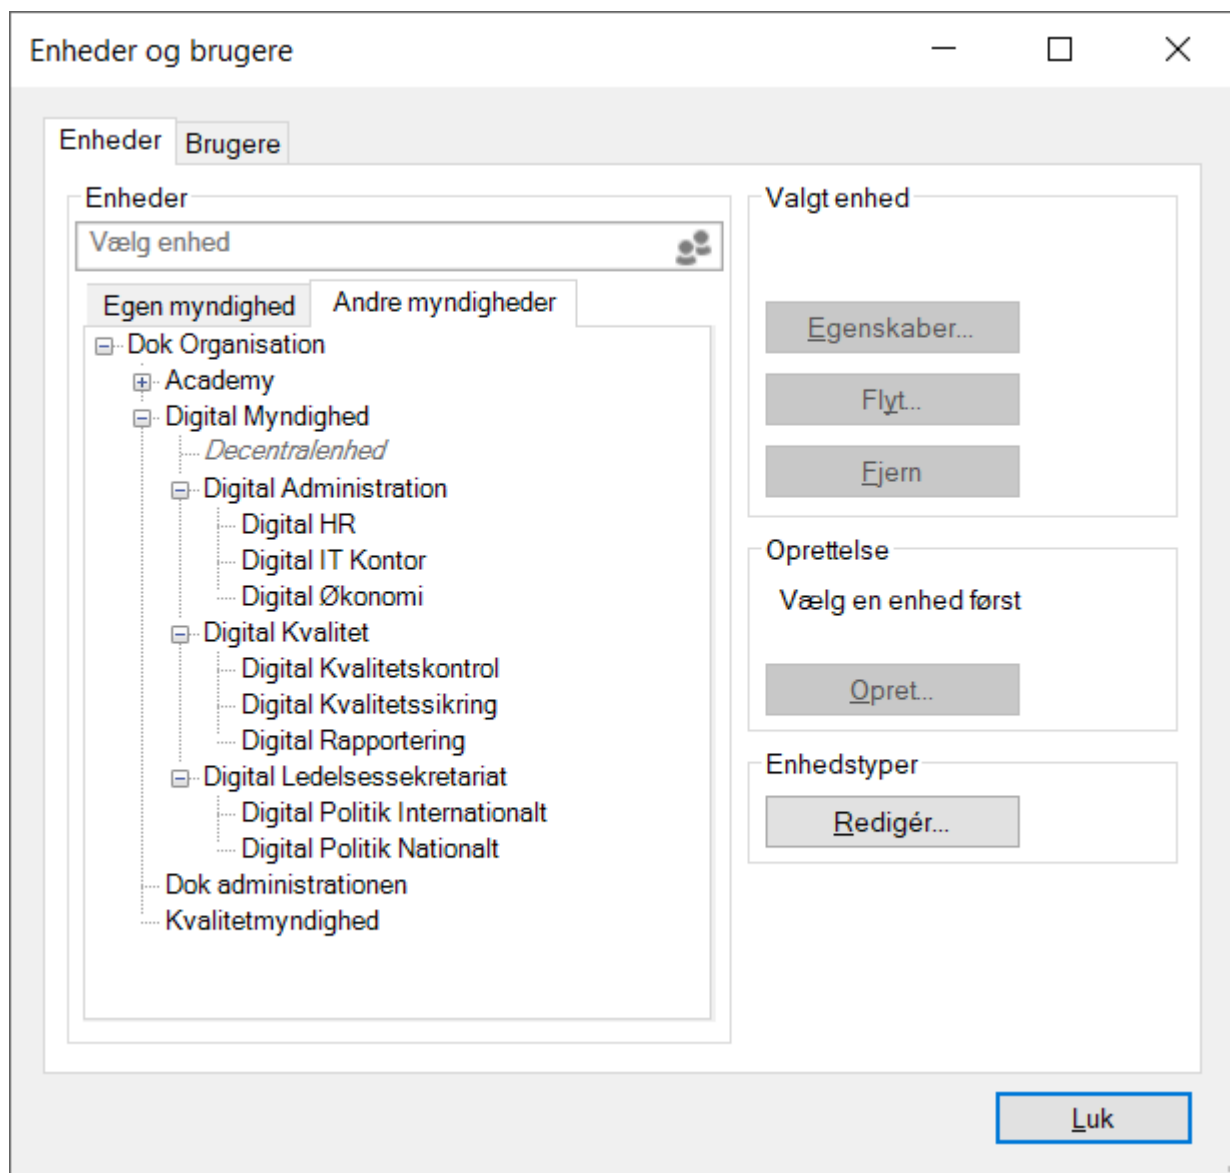 Enheder og brugere
Enheder
Brugere
Enheder
Vælg enhed
Egen myndighed
Andre myndigheder
Dok Organisation
Academy
Digital Myndighed
Decentralenhed
Digital Administration
Digital HR
Digital IT Kontor
Digital Økonomi
Digital Kvalitet
Digital Kvalitetskontrol
Digital Kvalitetssikring
Digital Rapportering
Digital Ledelsessekretariat
Digital Politik Internationalt
Digital Politik Nationalt
Dok administrationen
Kvalitetmyndighed
Valgt enhed
Egenskaber...
Flyt...
Fjern
Oprettelse
Vælg en enhed først
Opret...
Enhedstyper
Redigér...
Luk